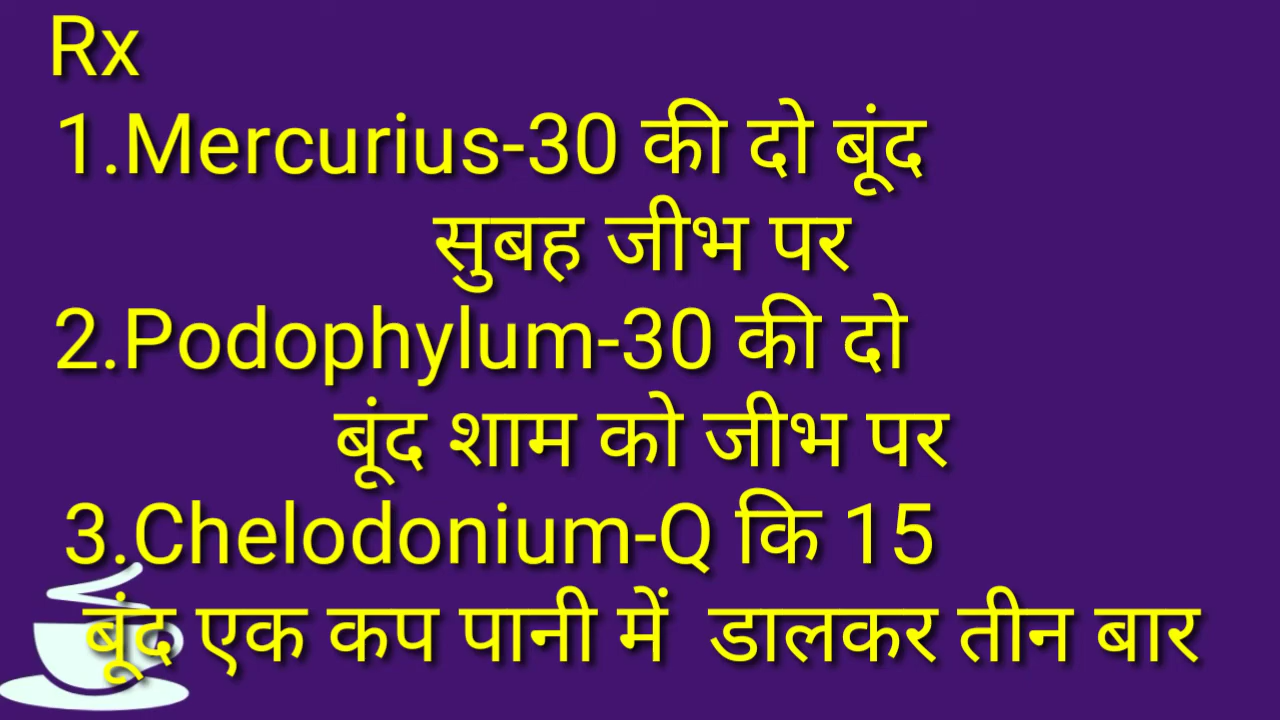 Rx
1.Mercurius-30 की दो बूंद
सुबह जीभ पर
2.Podophylum-30 की दो
बूंद शाम को जीभ पर
3.Chelodonium-Q कि 15
बूंद एक कप पानी में डालकर तीन बार